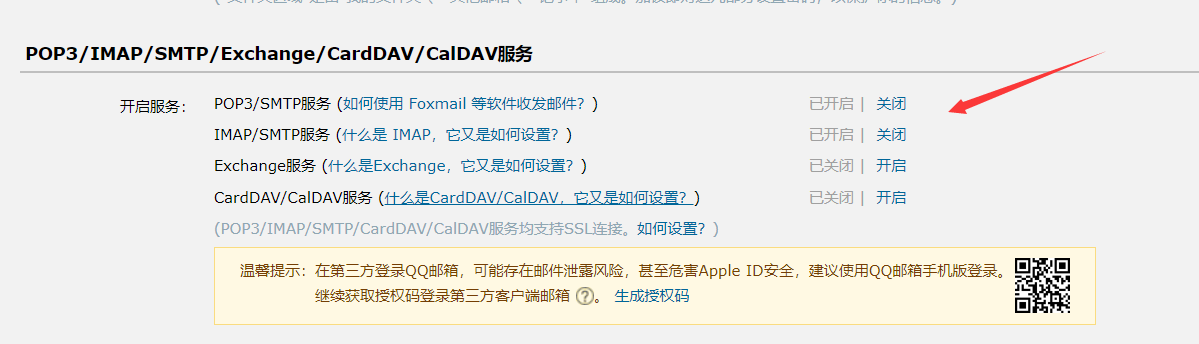 POP3/IMAP/SMTP/Exchange/CardDAV/CalDAV服务
开启服务： POP3/SMTP服务 (如何使用 Foxmail 等软件收发邮件？) 已开启 | 关闭
IMAP/SMTP服务 (什么是 IMAP，它又是如何设置？) 已开启 | 关闭
Exchange服务 (什么是Exchange，它又是如何设置？) 已关闭 | 开启
CardDAV/CalDAV服务 (什么是CardDAV/CalDAV，它又是如何设置？) 已关闭 | 开启
(POP3/IMAP/SMTP/CardDAV/CalDAV服务均支持SSL连接。如何设置？)
温馨提示：在第三方登录QQ邮箱，可能存在邮件泄露风险，甚至危害Apple ID安全，建议使用QQ邮箱手机版登录。
继续获取授权码登录第三方客户端邮箱 ? 。 生成授权码